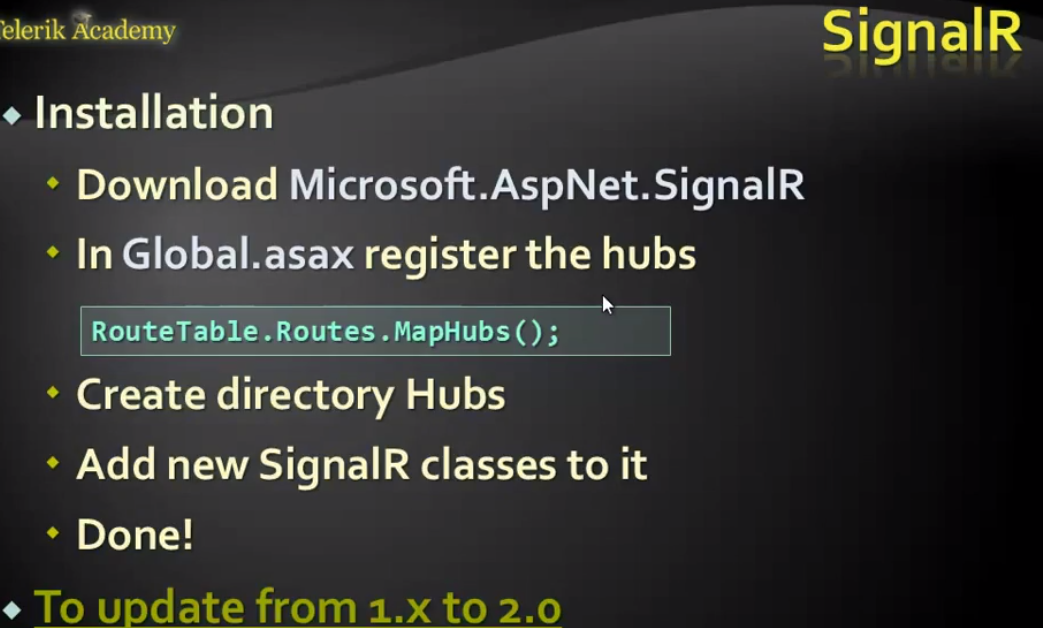 Telerik Academy
SignalR
Installation
Download Microsoft.AspNet.SignalR
In Global.asax register the hubs
RouteTable.Routes.MapHubs();
Create directory Hubs
Add new SignalR classes to it
Done!
To update from 1.x to 2.0